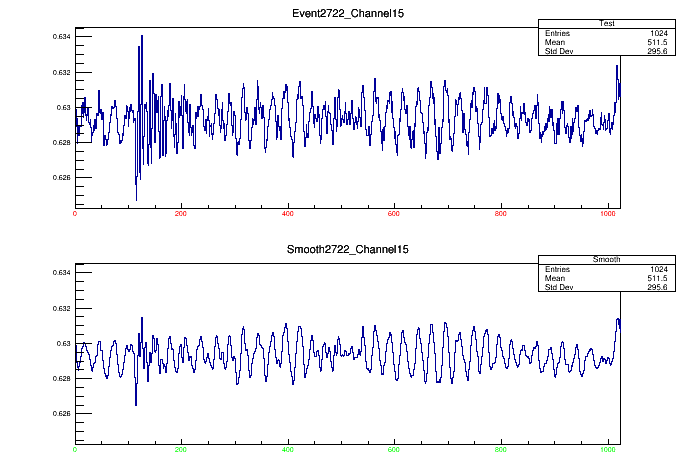 Event2722_Channel15
Test
Entries 1024
Mean 511.5
Std Dev 295.6
0.634
0.632
0.63
0.628
0.626
0 200 400 600 800 1000
Smooth2722_Channel15
Smooth
Entries 1024
Mean 511.5
Std Dev 295.6
0.634
0.632
0.63
0.628
0.626
0 200 400 600 800 1000